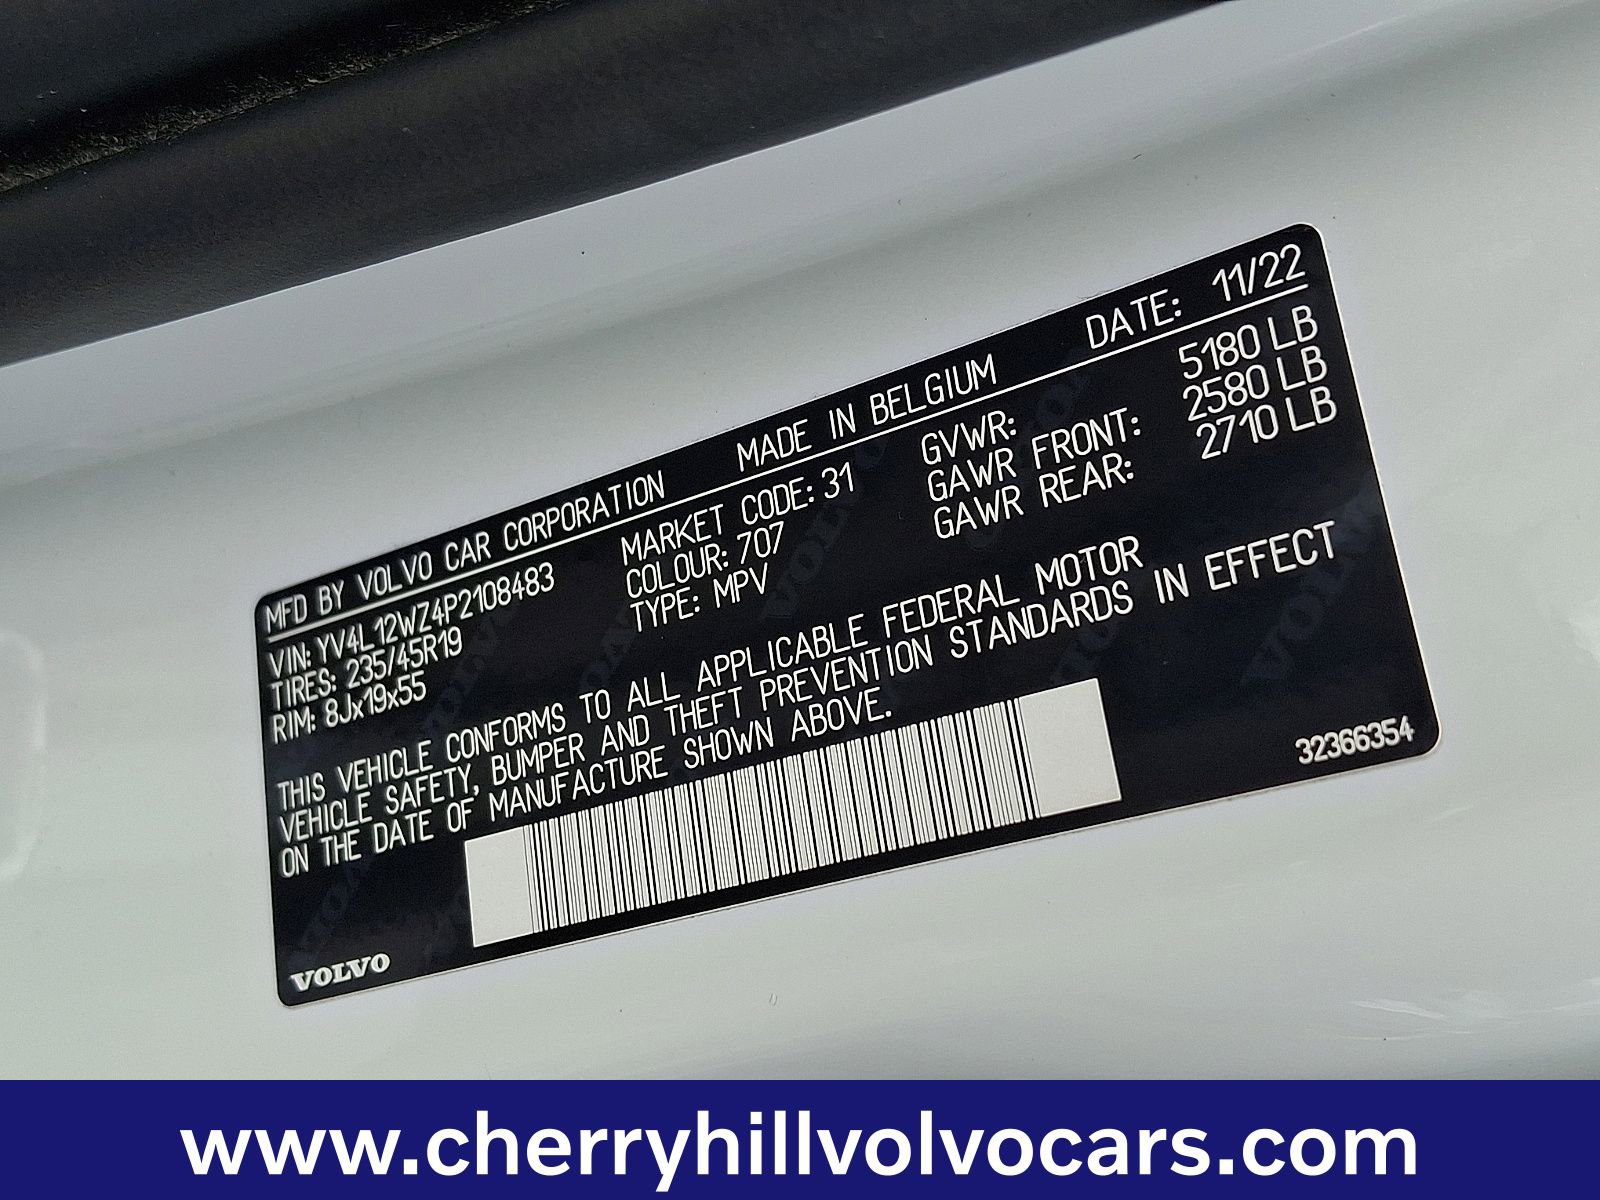 MFD BY VOLVO CAR CORPORATION MADE IN BELGIUM DATE: 11/22
VIN: YV4L12WZ4P2108483 MARKET CODE: 31 GVWR: 5180 LB
TIRES: 235/45R19 COLOUR: 707 GAWR FRONT: 2580 LB
RIM: 8Jx19x55 TYPE: MPV GAWR REAR: 2710 LB
THIS VEHICLE CONFORMS TO ALL APPLICABLE FEDERAL MOTOR
VEHICLE SAFETY, BUMPER AND THEFT PREVENTION STANDARDS IN EFFECT
ON THE DATE OF MANUFACTURE SHOWN ABOVE.
32366354
VOLVO
www.cherryhillvolvocars.com